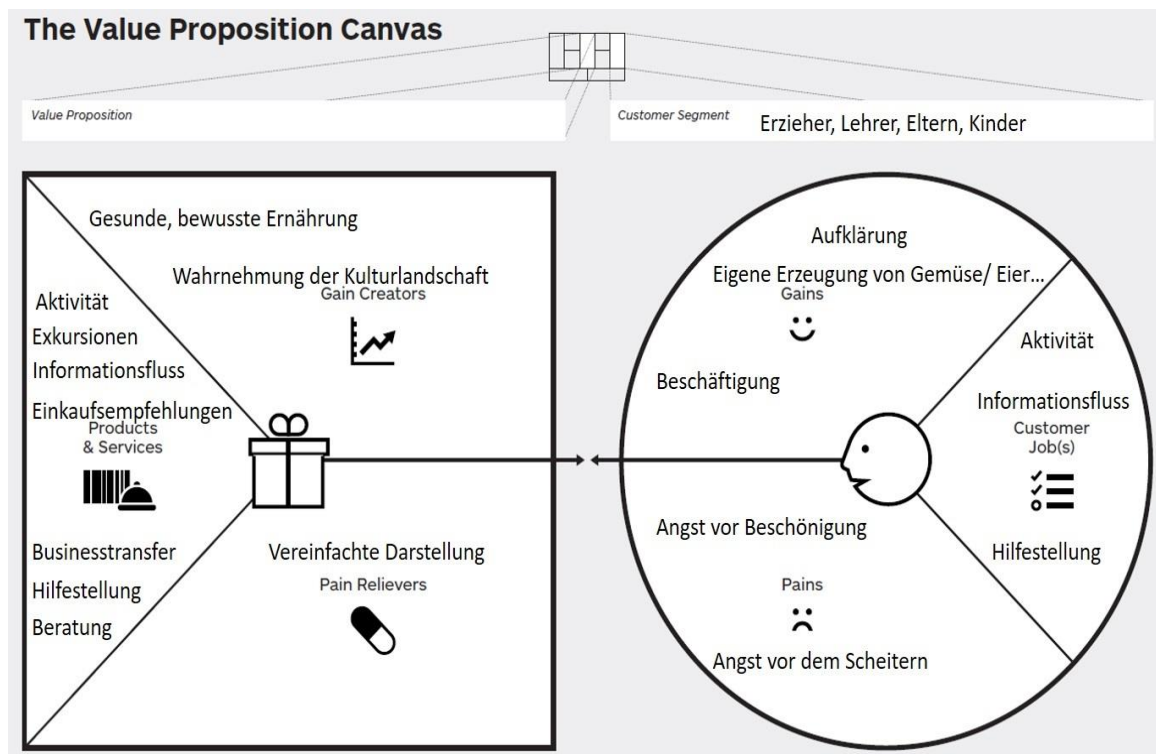 The Value Proposition Canvas
Value Proposition
Customer Segment
Erzieher, Lehrer, Eltern, Kinder
Gesunde, bewusste Ernährung
Wahrnehmung der Kulturlandschaft
Gain Creators
Aktivität
Exkursionen
Informationsfluss
Einkaufsempfehlungen
Products
& Services
Businesstransfer
Hilfestellung
Beratung
Vereinfachte Darstellung
Pain Relievers
Aufklärung
Eigene Erzeugung von Gemüse/ Eier...
Gains
Beschäftigung
Aktivität
Informationsfluss
Customer
Job(s)
Hilfestellung
Angst vor Beschönigung
Pains
Angst vor dem Scheitern